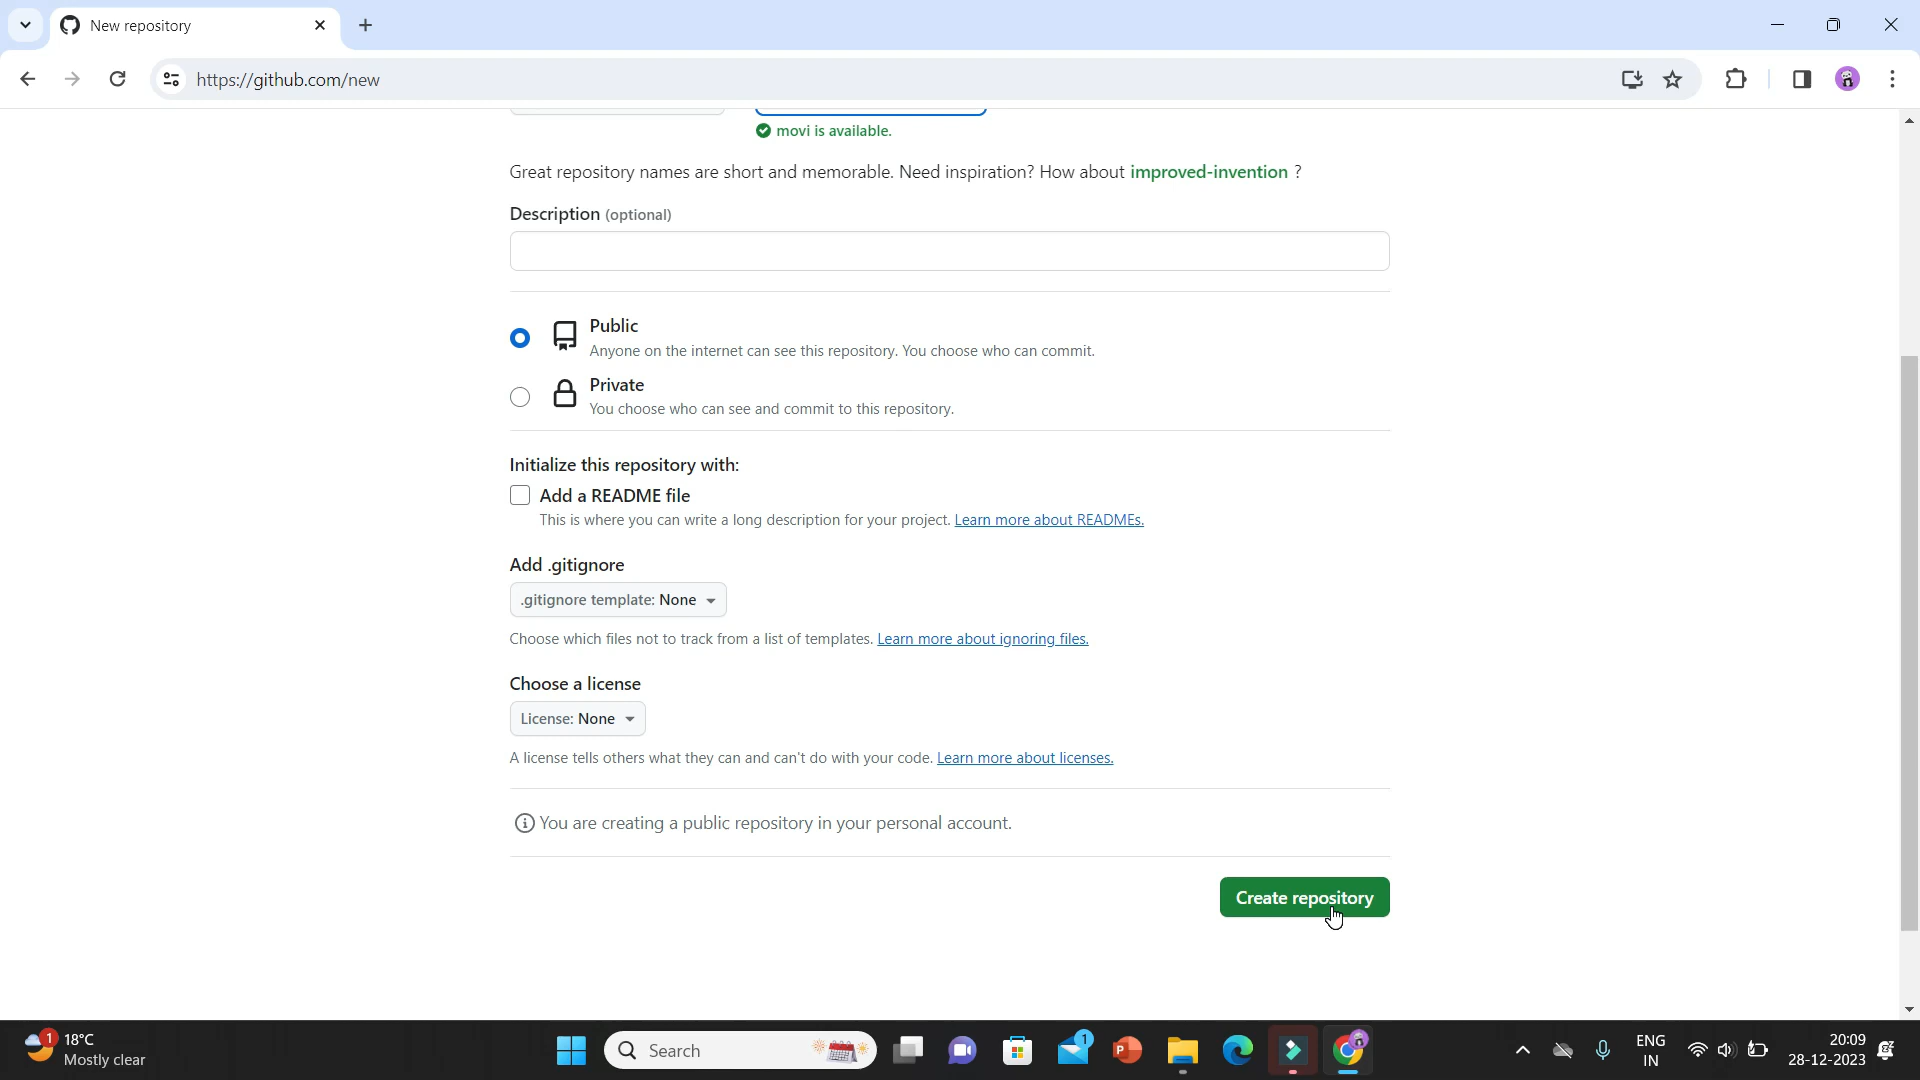 New repository
https://github.com/new
movi is available.
Great repository names are short and memorable. Need inspiration? How about improved-invention ?
Description (optional)
Public
Anyone on the internet can see this repository. You choose who can commit.
Private
You choose who can see and commit to this repository.
Initialize this repository with:
Add a README file
This is where you can write a long description for your project. Learn more about READMEs.
Add .gitignore
.gitignore template: None
Choose which files not to track from a list of templates. Learn more about ignoring files.
Choose a license
License: None
A license tells others what they can and can't do with your code. Learn more about licenses.
You are creating a public repository in your personal account.
Create repository
1
18°C
Mostly clear
Search
1
P
ENG
IN
20:09
28-12-2023